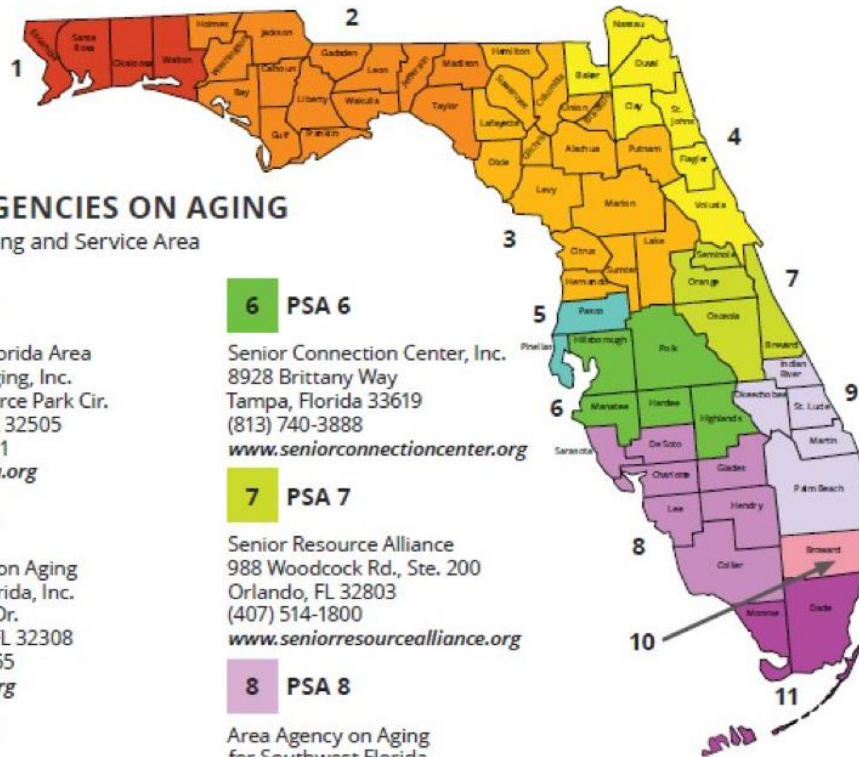 1
2
3
4
5
6
7
8
9
10
11
Escambia
Santa
Rosa
Okaloosa
Walton
Holmes
Washington
Bay
Jackson
Calhoun
Gulf
Gadsden
Liberty
Franklin
Leon
Wakulla
Jefferson
Madison
Taylor
Hamilton
Suwannee
Lafayette
Columbia
Dixie
Gilchrist
Baker
Union
Bradford
Alachua
Levy
Marion
Putnam
Nassau
Duval
Clay
St.
Johns
Flagler
Volusia
Citrus
Hernando
Sumter
Lake
Seminole
Orange
Osceola
Brevard
Pasco
Pinellas
Hillsborough
Polk
Manatee
Hardee
Highlands
Indian
River
Okeechobee
St. Lucie
Martin
Palm Beach
Sarasota
DeSoto
Charlotte
Glades
Lee
Hendry
Collier
Broward
Monroe
Dade
GENCIES ON AGING
ng and Service Area
orida Area
ging, Inc.
rce Park Cir.
32505
1
.org
on Aging
rida, Inc.
Dr.
FL 32308
55
rg
6 PSA 6
Senior Connection Center, Inc.
8928 Brittany Way
Tampa, Florida 33619
(813) 740-3888
www.seniorconnectioncenter.org
7 PSA 7
Senior Resource Alliance
988 Woodcock Rd., Ste. 200
Orlando, FL 32803
(407) 514-1800
www.seniorresourcealliance.org
8 PSA 8
Area Agency on Aging
for Southwest Florida